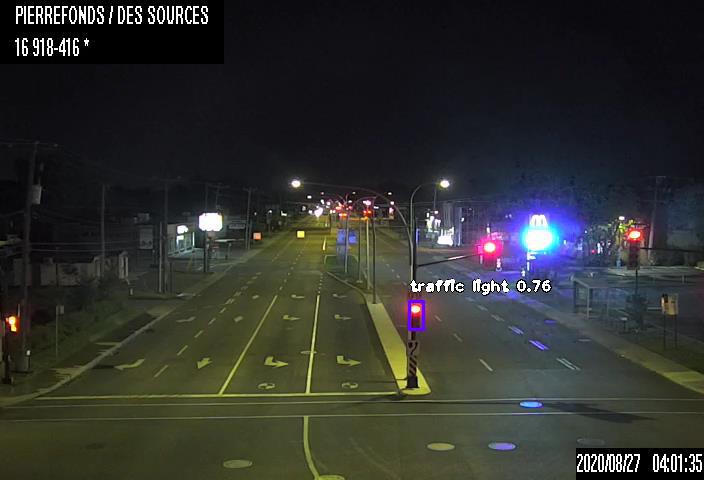 PIERREFONDS / DES SOURCES
16 918-416 *
traffic light 0.76
2020/08/27 04:01:35